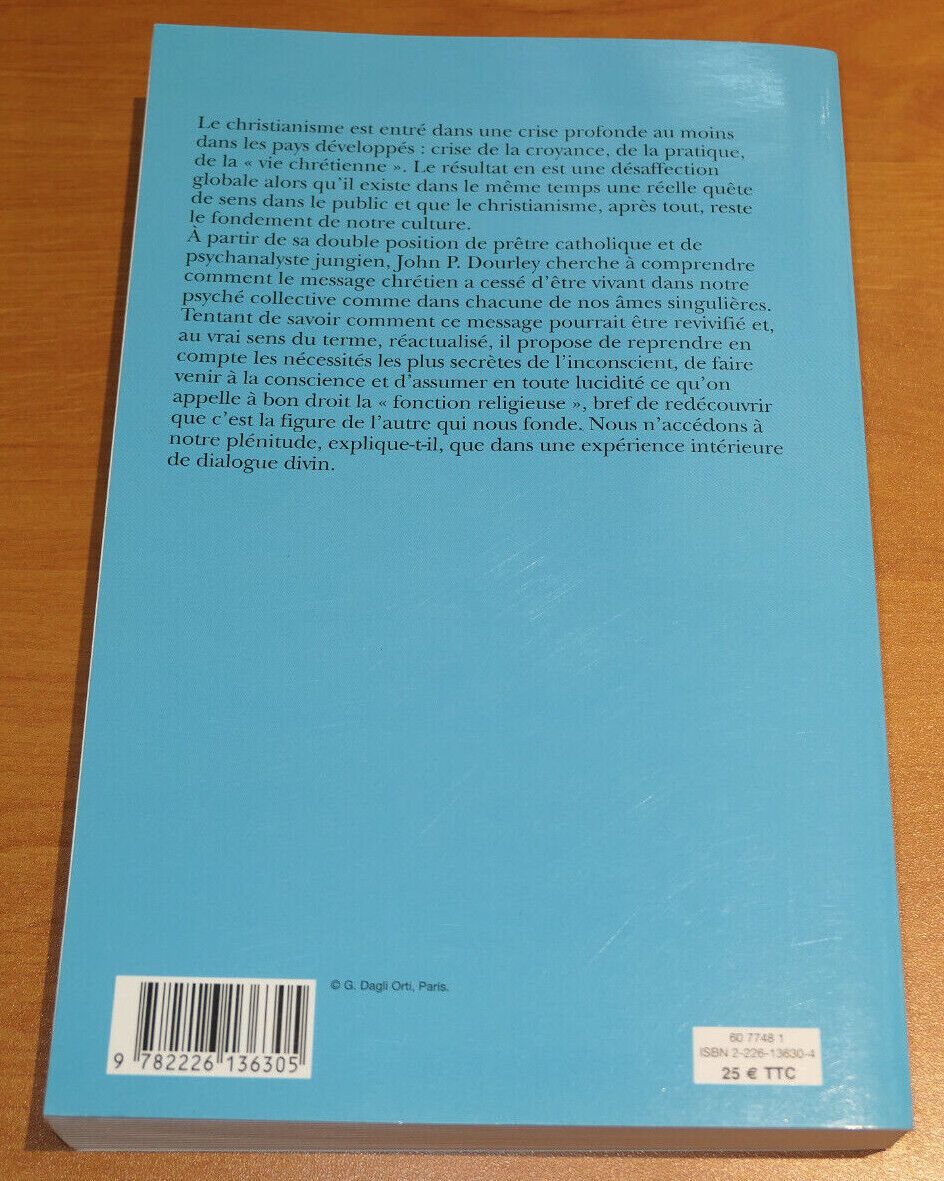 Le christianisme est entré dans une crise profonde au moins
dans les pays développés : crise de la croyance, de la pratique,
de la « vie chrétienne ». Le résultat en est une désaffection
globale alors qu'il existe dans le même temps une réelle quête
de sens dans le public et que le christianisme, après tout, reste
le fondement de notre culture.
À partir de sa double position de prêtre catholique et de
psychanalyste jungien, John P. Dourley cherche à comprendre
comment le message chrétien a cessé d'être vivant dans notre
psyché collective comme dans chacune de nos âmes singulières.
Tentant de savoir comment ce message pourrait être revivifié et,
au vrai sens du terme, réactualisé, il propose de reprendre en
compte les nécessités les plus secrètes de l'inconscient, de faire
venir à la conscience et d'assumer en toute lucidité ce qu'on
appelle à bon droit la « fonction religieuse », bref de redécouvrir
que c'est la figure de l'autre qui nous fonde. Nous n'accédons à
notre plénitude, explique-t-il, que dans une expérience intérieure
de dialogue divin.
© G. Dagli Orti, Paris.
9 782226 136305
60 7748 1
ISBN 2-226-13630-4
25 € TTC